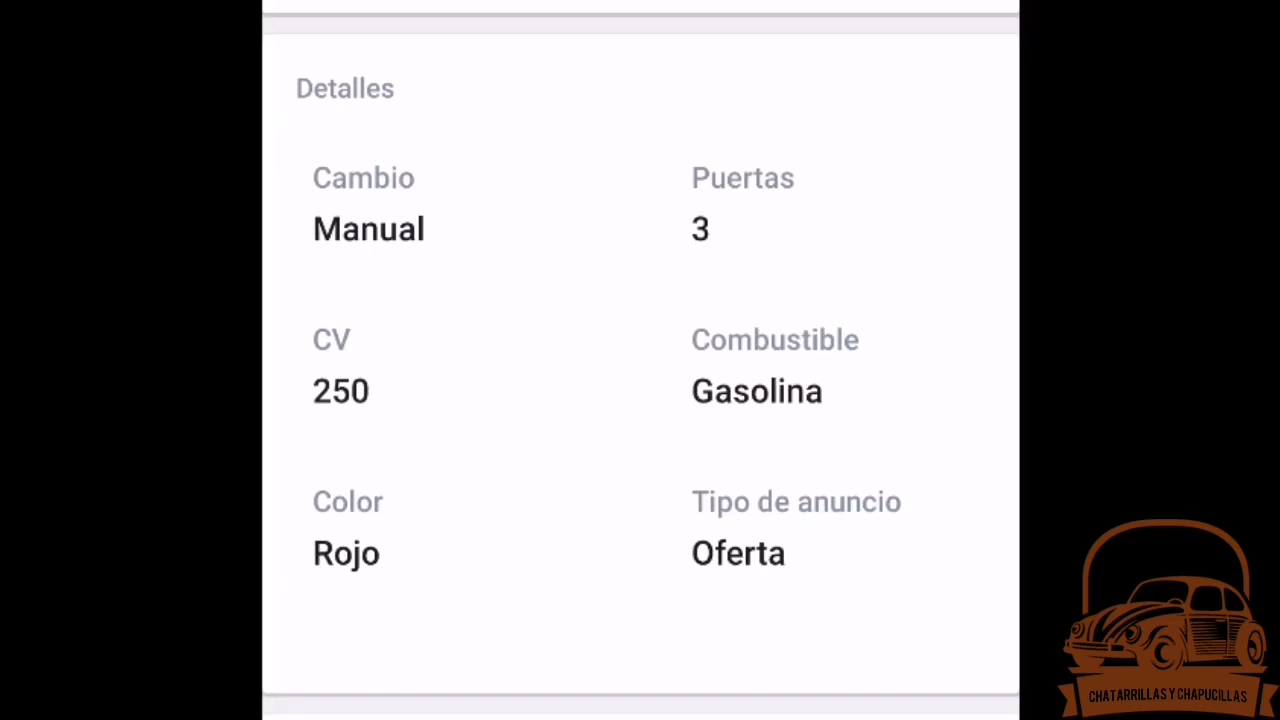 Detalles
Cambio
Puertas
Manual
3
CV
Combustible
250
Gasolina
Color
Tipo de anuncio
Rojo
Oferta
CHATARRILLAS Y CHAPUCILLAS